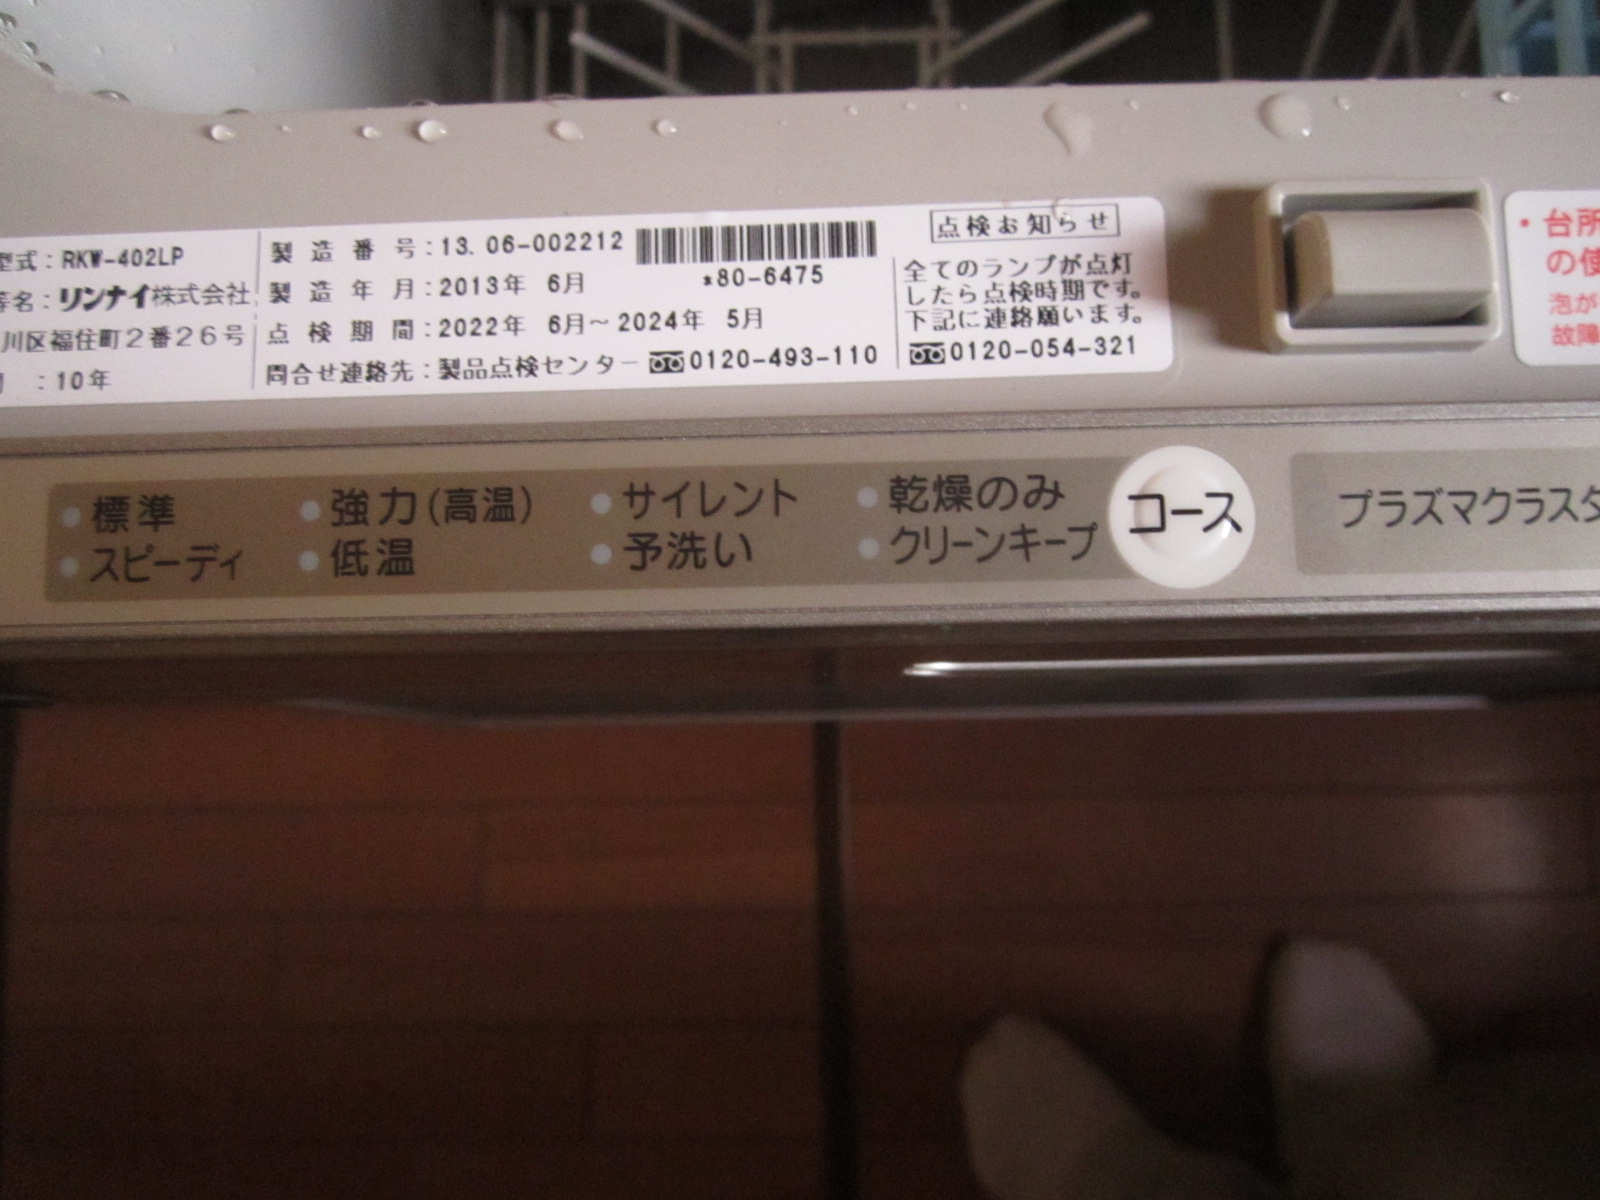 型式：RKW-402LP
等名：リンナイ株式会社
川区福住町2番26号
：10年
製造番号：13.06-002212
*80-6475
製造年月：2013年 6月
点検期間：2022年 6月～2024年 5月
問合せ連絡先：製品点検センター 0120-493-110
点検お知らせ
全てのランプが点灯
したら点検時期です。
下記に連絡願います。
0120-054-321
・台所
の使
泡が
故障
標準
強力(高温)
サイレント
乾燥のみ
スピーディ
低温
予洗い
クリーンキープ
コース
プラズマクラスタ